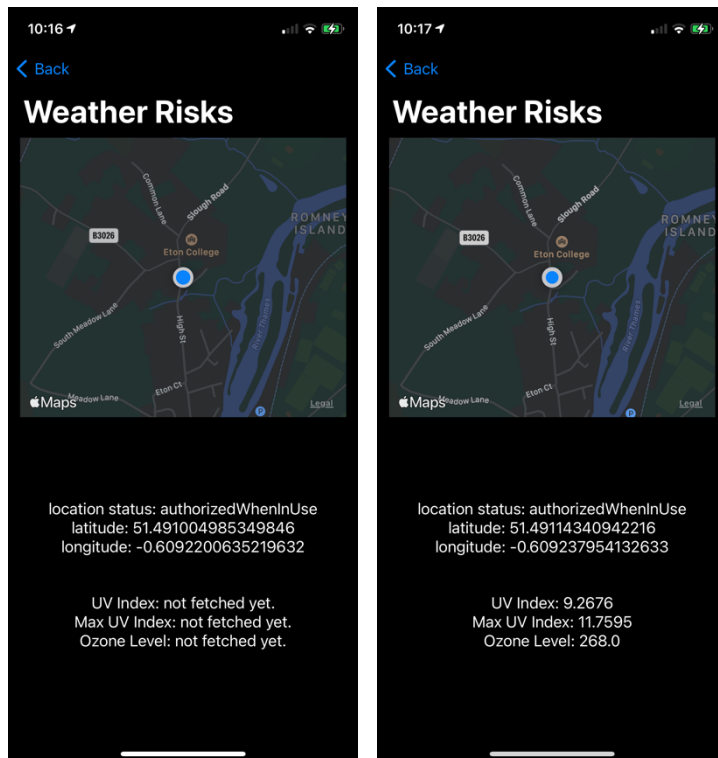 10:16
Back
Weather Risks
Common Lane
Slough Road
B3026
ROMNEY
ISLAND
Eton College
South Meadow Lane
High St
River Thames
Eton Ct
Meadow Lane
Maps
P
Legal
location status: authorizedWhenInUse
latitude: 51.491004985349846
longitude: -0.6092200635219632
UV Index: not fetched yet.
Max UV Index: not fetched yet.
Ozone Level: not fetched yet.
10:17
Back
Weather Risks
Common Lane
Slough Road
B3026
ROMNEY
ISLAND
Eton College
South Meadow Lane
High St
River Thames
Eton Ct
Meadow Lane
Maps
P
Legal
location status: authorizedWhenInUse
latitude: 51.49114340942216
longitude: -0.609237954132633
UV Index: 9.2676
Max UV Index: 11.7595
Ozone Level: 268.0